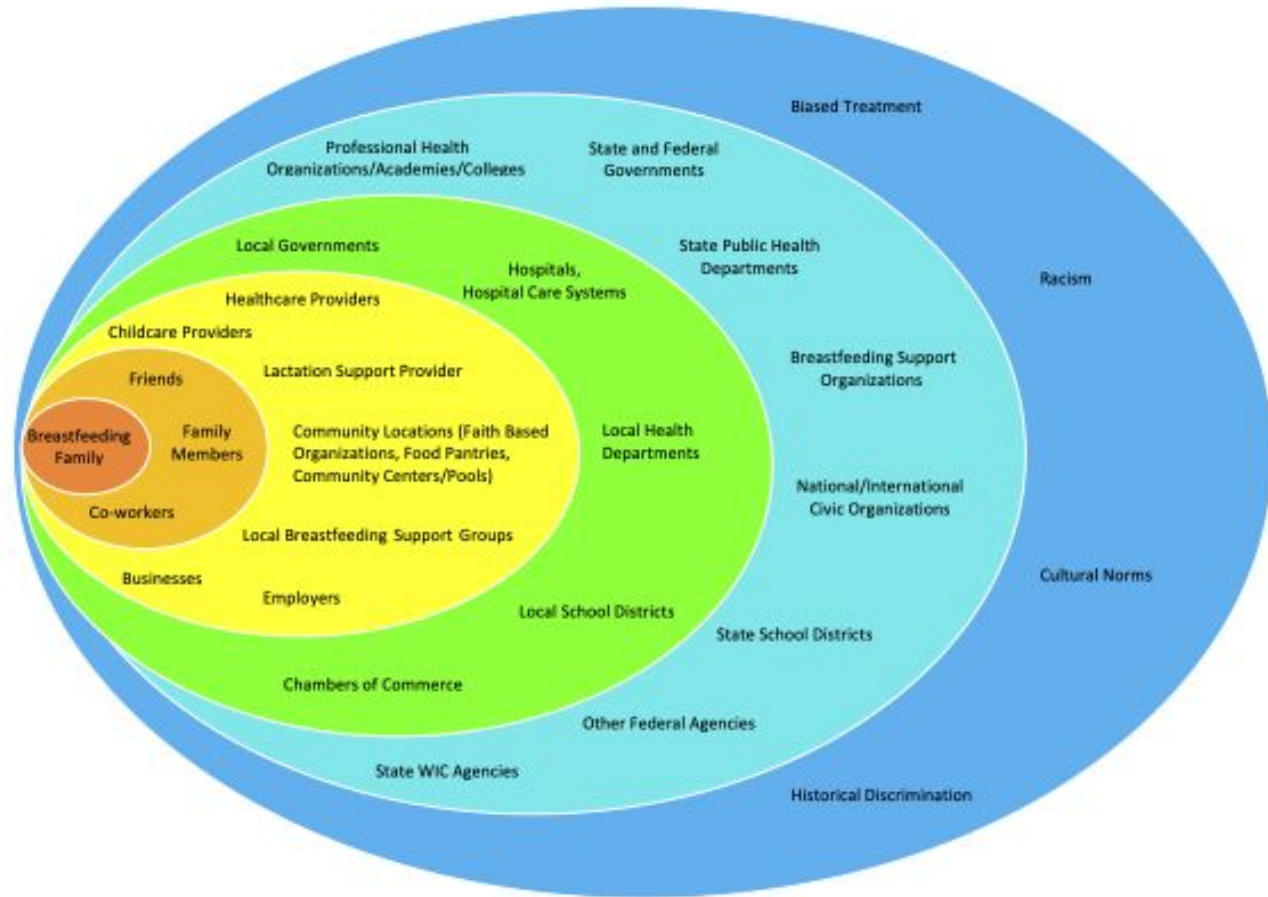 Biased Treatment
Professional Health
Organizations/Academies/Colleges
State and Federal
Governments
Local Governments
State Public Health
Departments
Hospitals,
Hospital Care Systems
Racism
Healthcare Providers
Childcare Providers
Breastfeeding Support
Organizations
Friends
Lactation Support Provider
Breastfeeding
Family
Family
Members
Community Locations (Faith Based
Organizations, Food Pantries,
Community Centers/Pools)
Local Health
Departments
National/International
Civic Organizations
Co-workers
Local Breastfeeding Support Groups
Businesses
Employers
Cultural Norms
Local School Districts
State School Districts
Chambers of Commerce
Other Federal Agencies
State WIC Agencies
Historical Discrimination